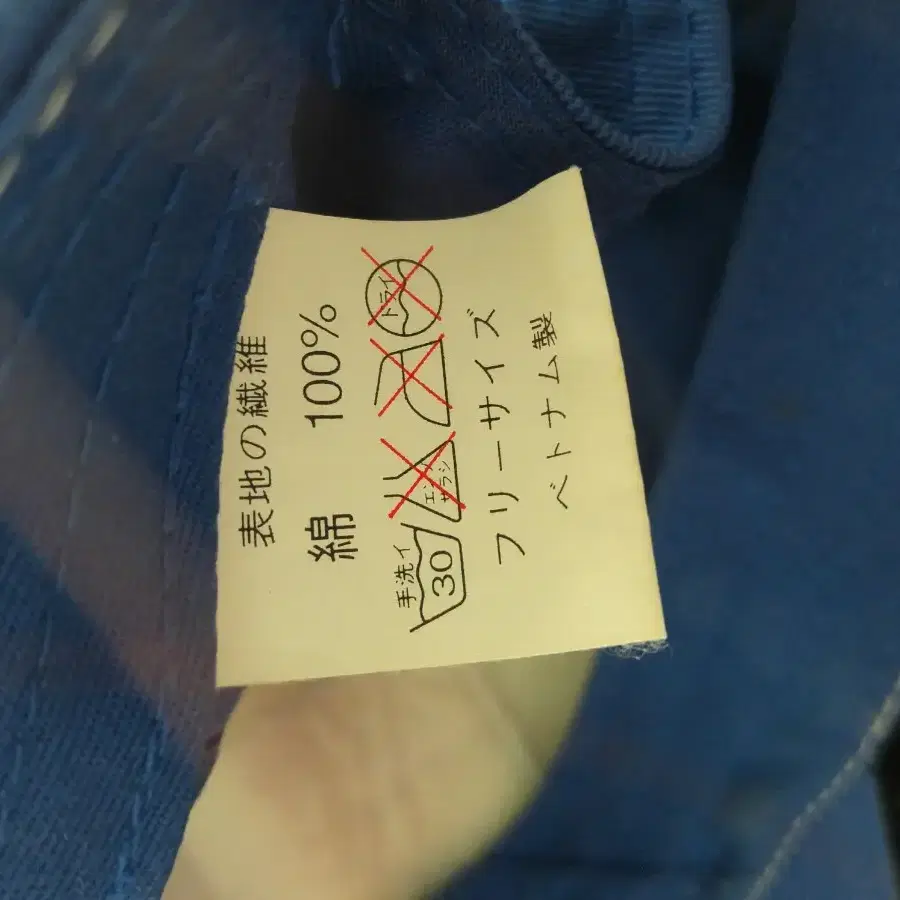 表地の繊維
綿 100%
手洗イ 30 エンソ サラシ ドライ
フリーサイズ
ベトナム製